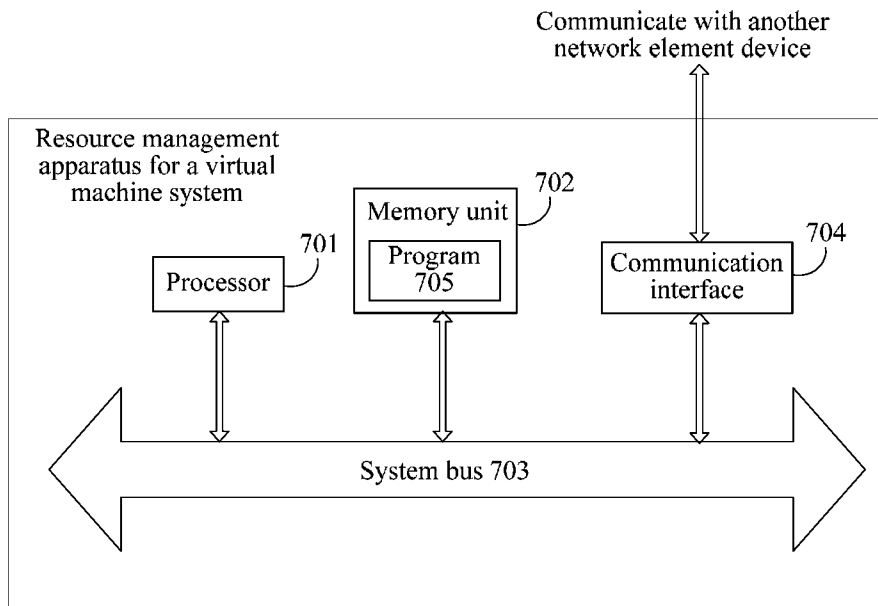 Communicate with another
network element device
Resource management
apparatus for a virtual
machine system
702
Memory unit
701
Program
705
704
Processor
Communication
interface
System bus 703